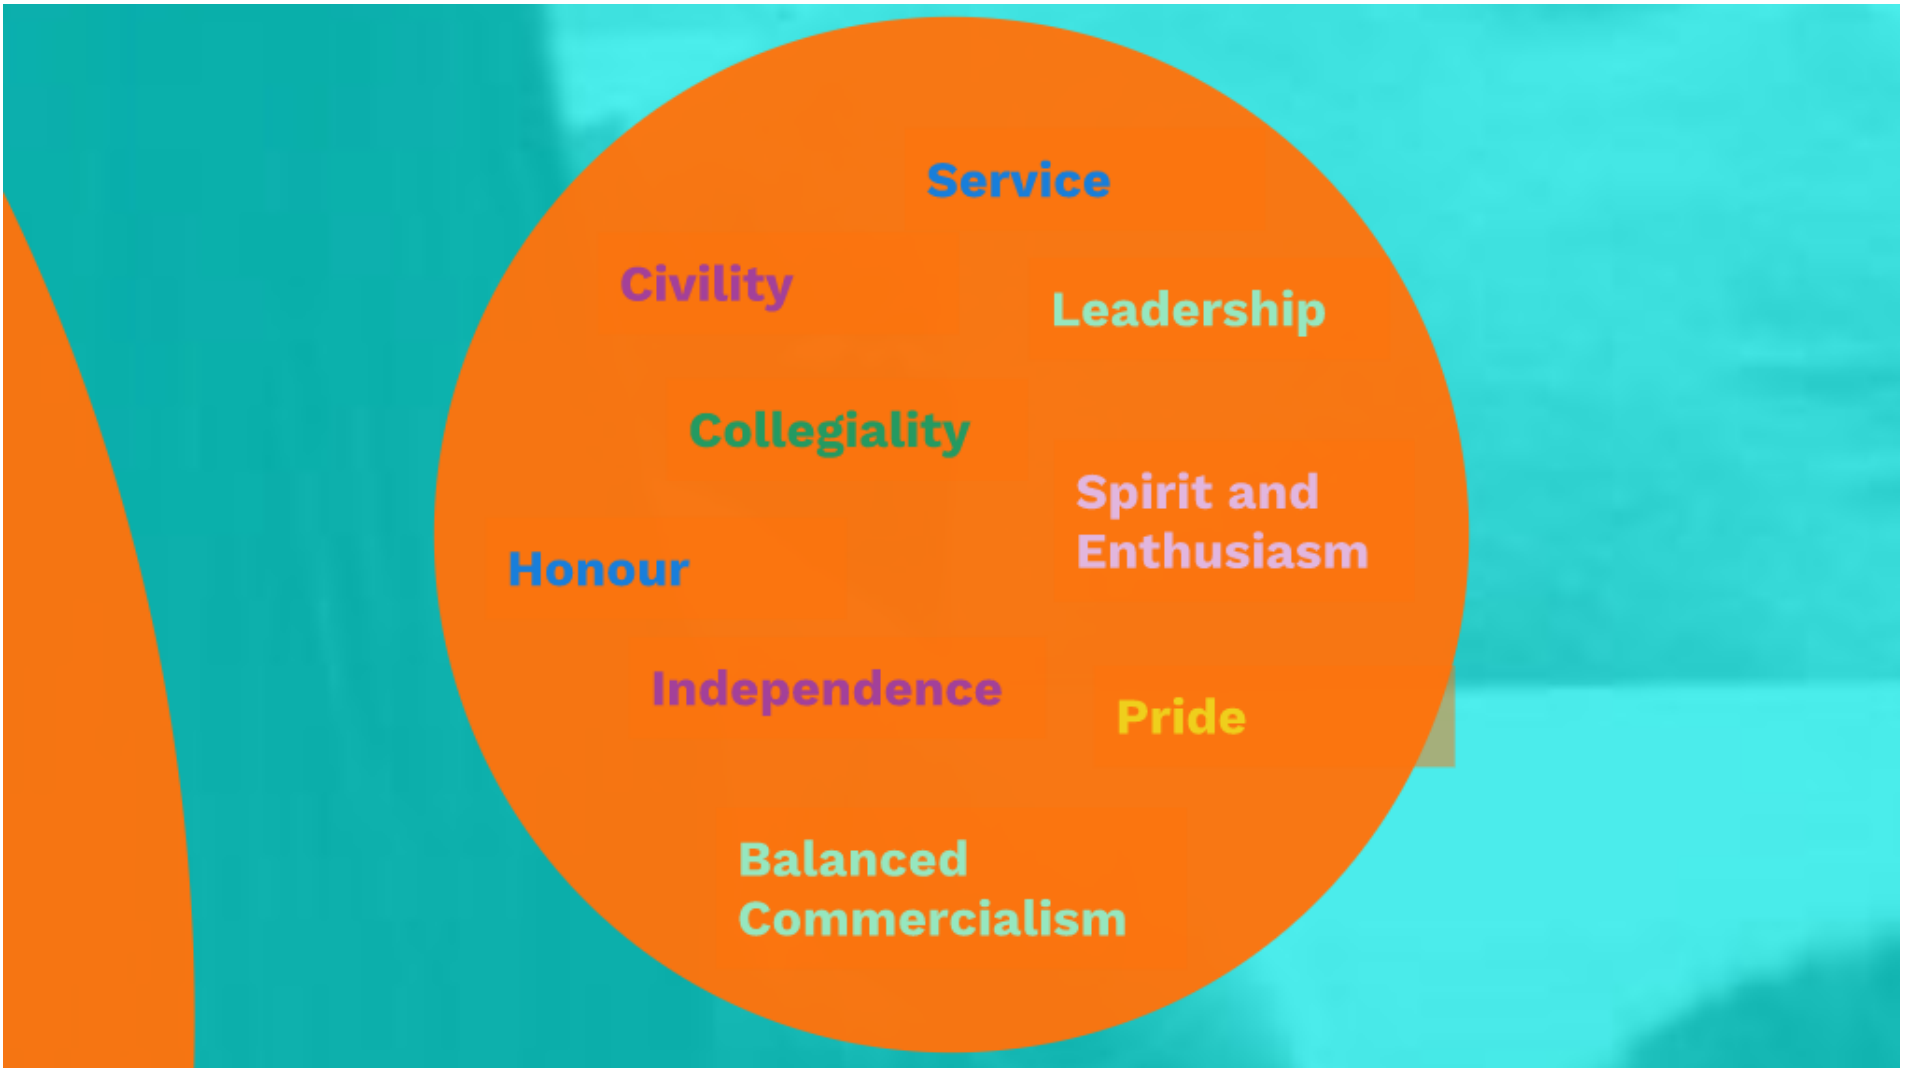 Service
Civility
Leadership
Collegiality
Spirit and
Enthusiasm
Honour
Independence
Pride
Balanced
Commercialism